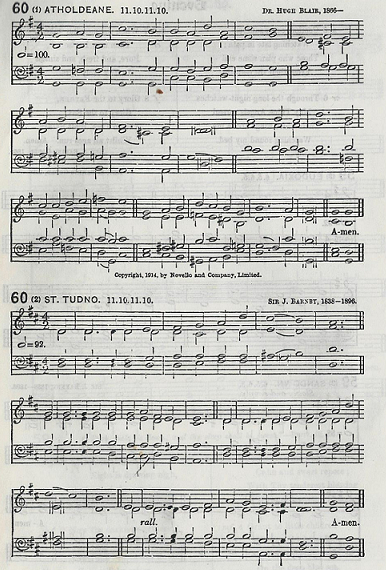 60 (1) ATHOLDEANE. 11.10.11.10. DR. HUGH BLAIR, 1865—
=100.
A-men.
Copyright, 1914, by Novello and Company, Limited.
60 (2) ST. TUDNO. 11.10.11.10. SIR J. BARNBY, 1838–1896.
=92.
rall.
A-men.